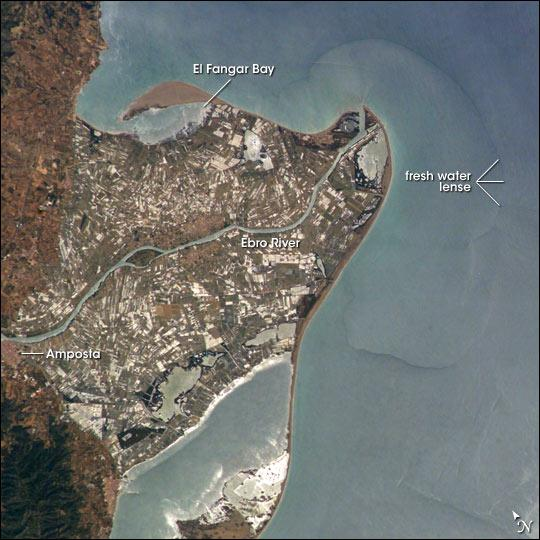 El Fangar Bay
fresh water
lense
Ebro River
Amposta
N